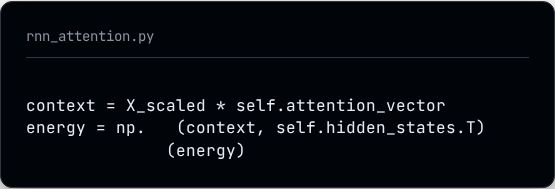 rnn_attention.py
context = X_scaled * self.attention_vector
energy = np.   (context, self.hidden_states.T)
(energy)